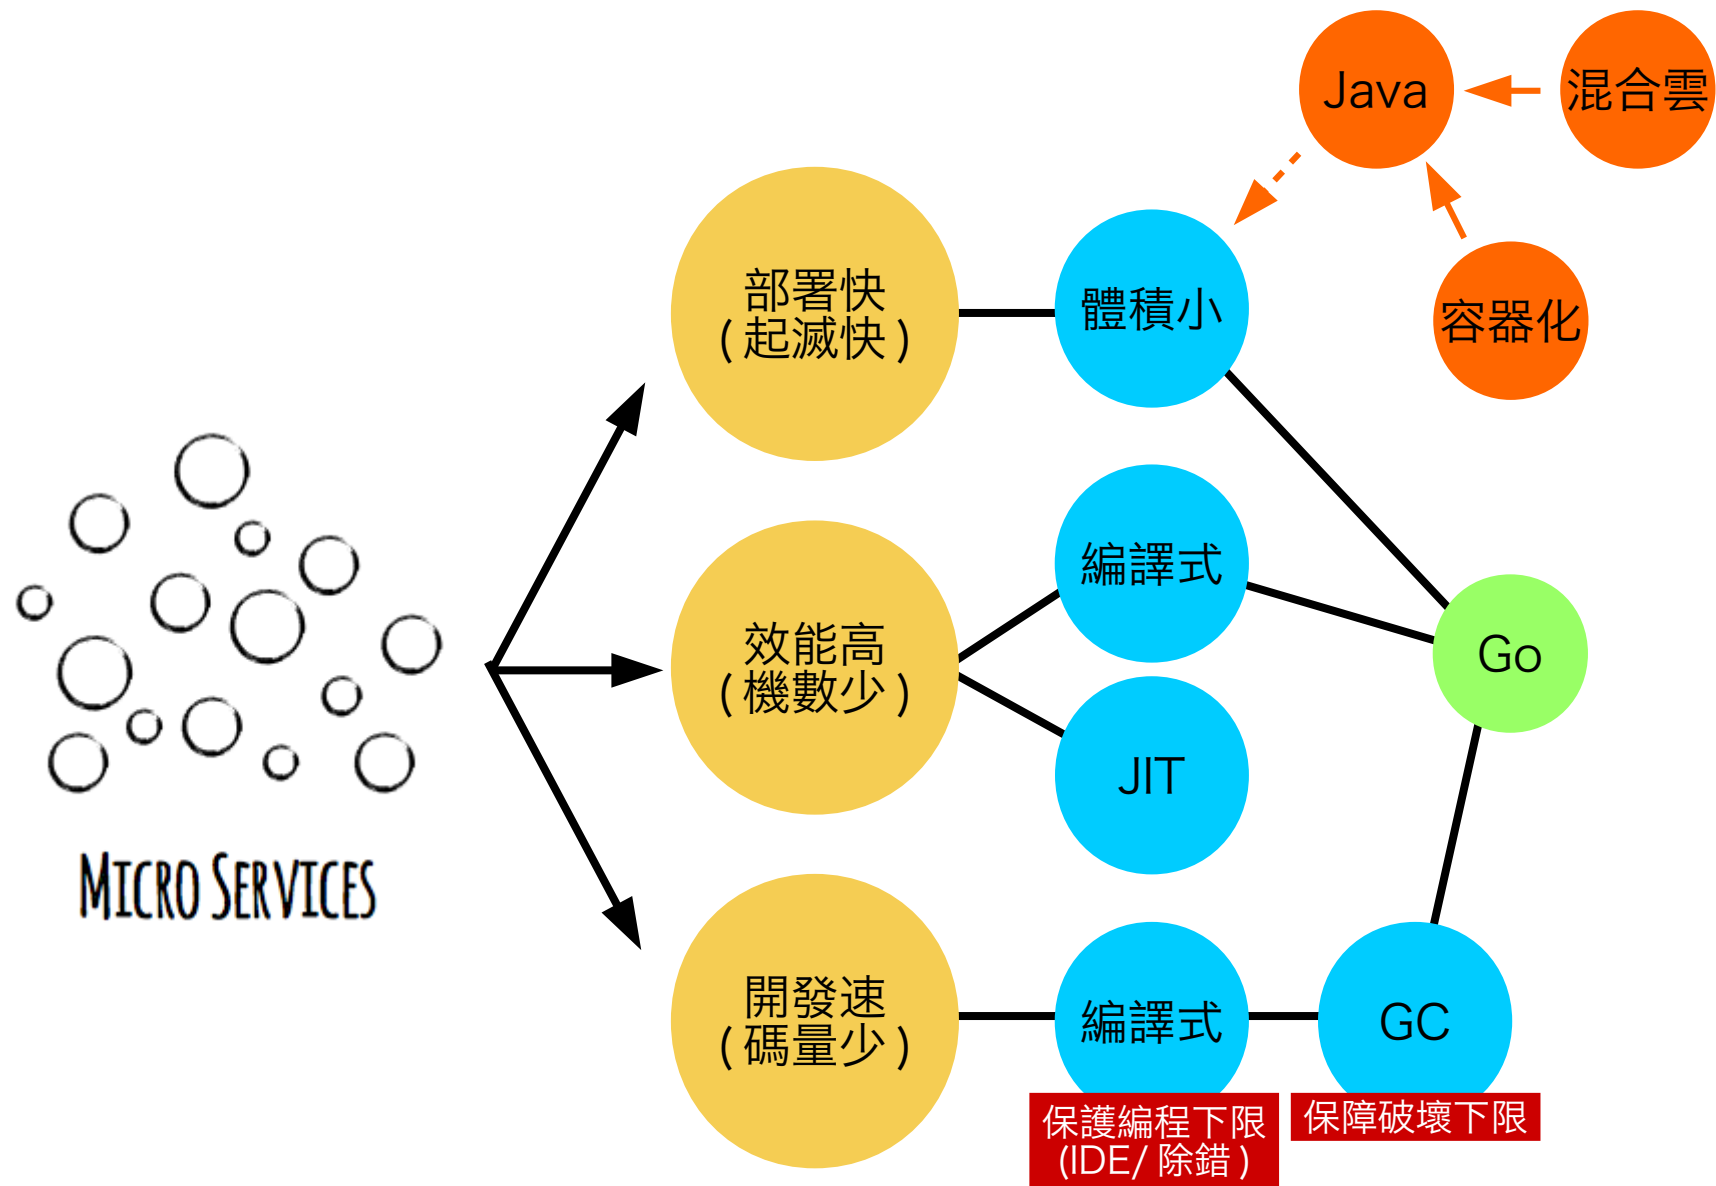 Java
混合雲
部署快
(起滅快)
體積小
容器化
編譯式
效能高
(機數少)
Go
JIT
MICRO SERVICES
開發速
(碼量少)
編譯式
GC
保護編程下限
(IDE/除錯)
保障破壞下限